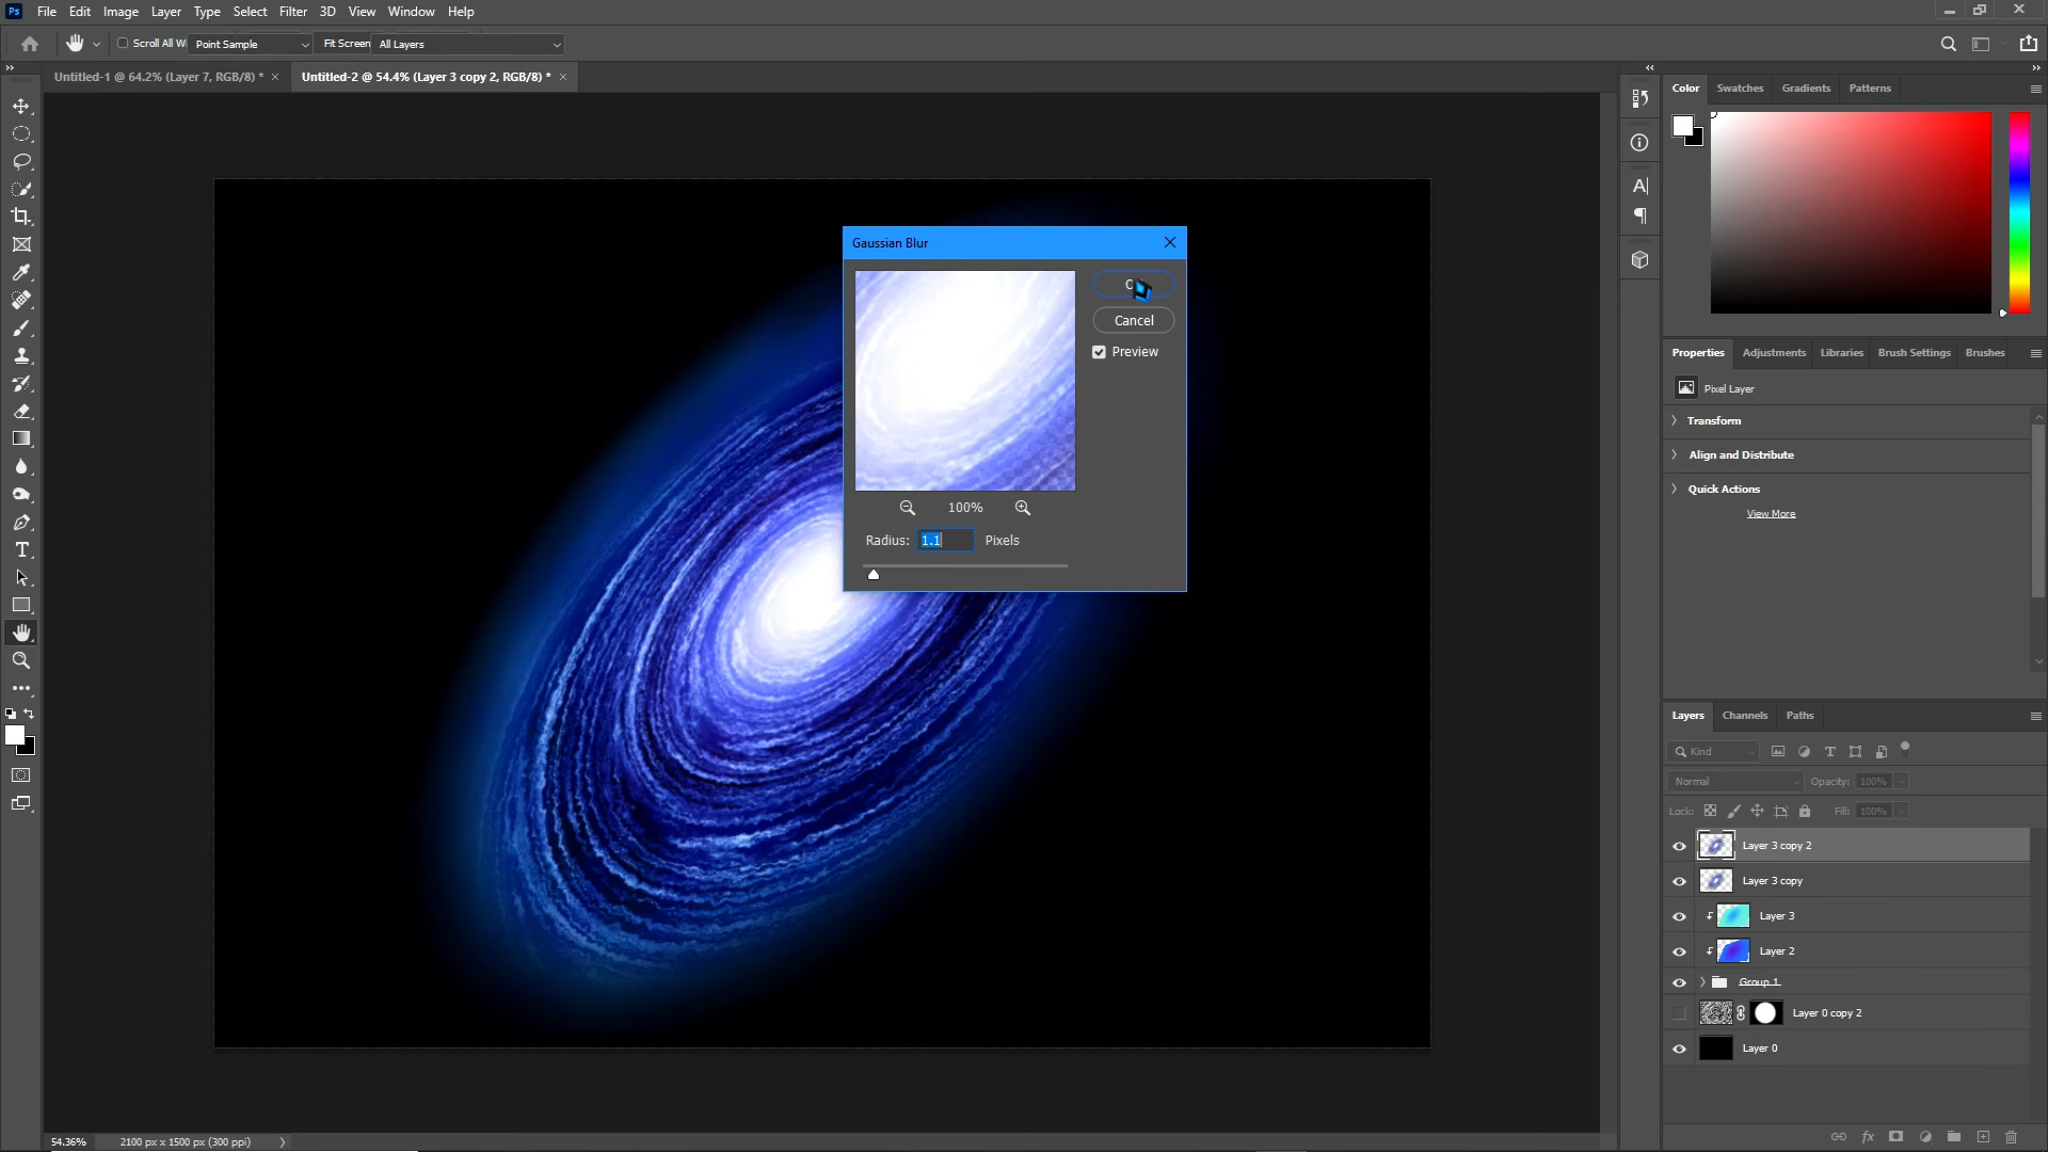 Ps File Edit Image Layer Type Select Filter 3D View Window Help
Scroll All Wi Point Sample Fit Screen All Layers
Untitled-1 @ 64.2% (Layer 7, RGB/8) * Untitled-2 @ 54.4% (Layer 3 copy 2, RGB/8) *
Color Swatches Gradients Patterns
Gaussian Blur
Cancel
Preview
100%
Radius: 1.1 Pixels
Properties Adjustments Libraries Brush Settings Brushes
Pixel Layer
Transform
Align and Distribute
Quick Actions
View More
Layers Channels Paths
Kind
Normal Opacity: 100%
Lock: Fill: 100%
Layer 3 copy 2
Layer 3 copy
Layer 3
Layer 2
Group 1
Layer 0 copy 2
Layer 0
fx
54.36% 2100 px x 1500 px (300 ppi)